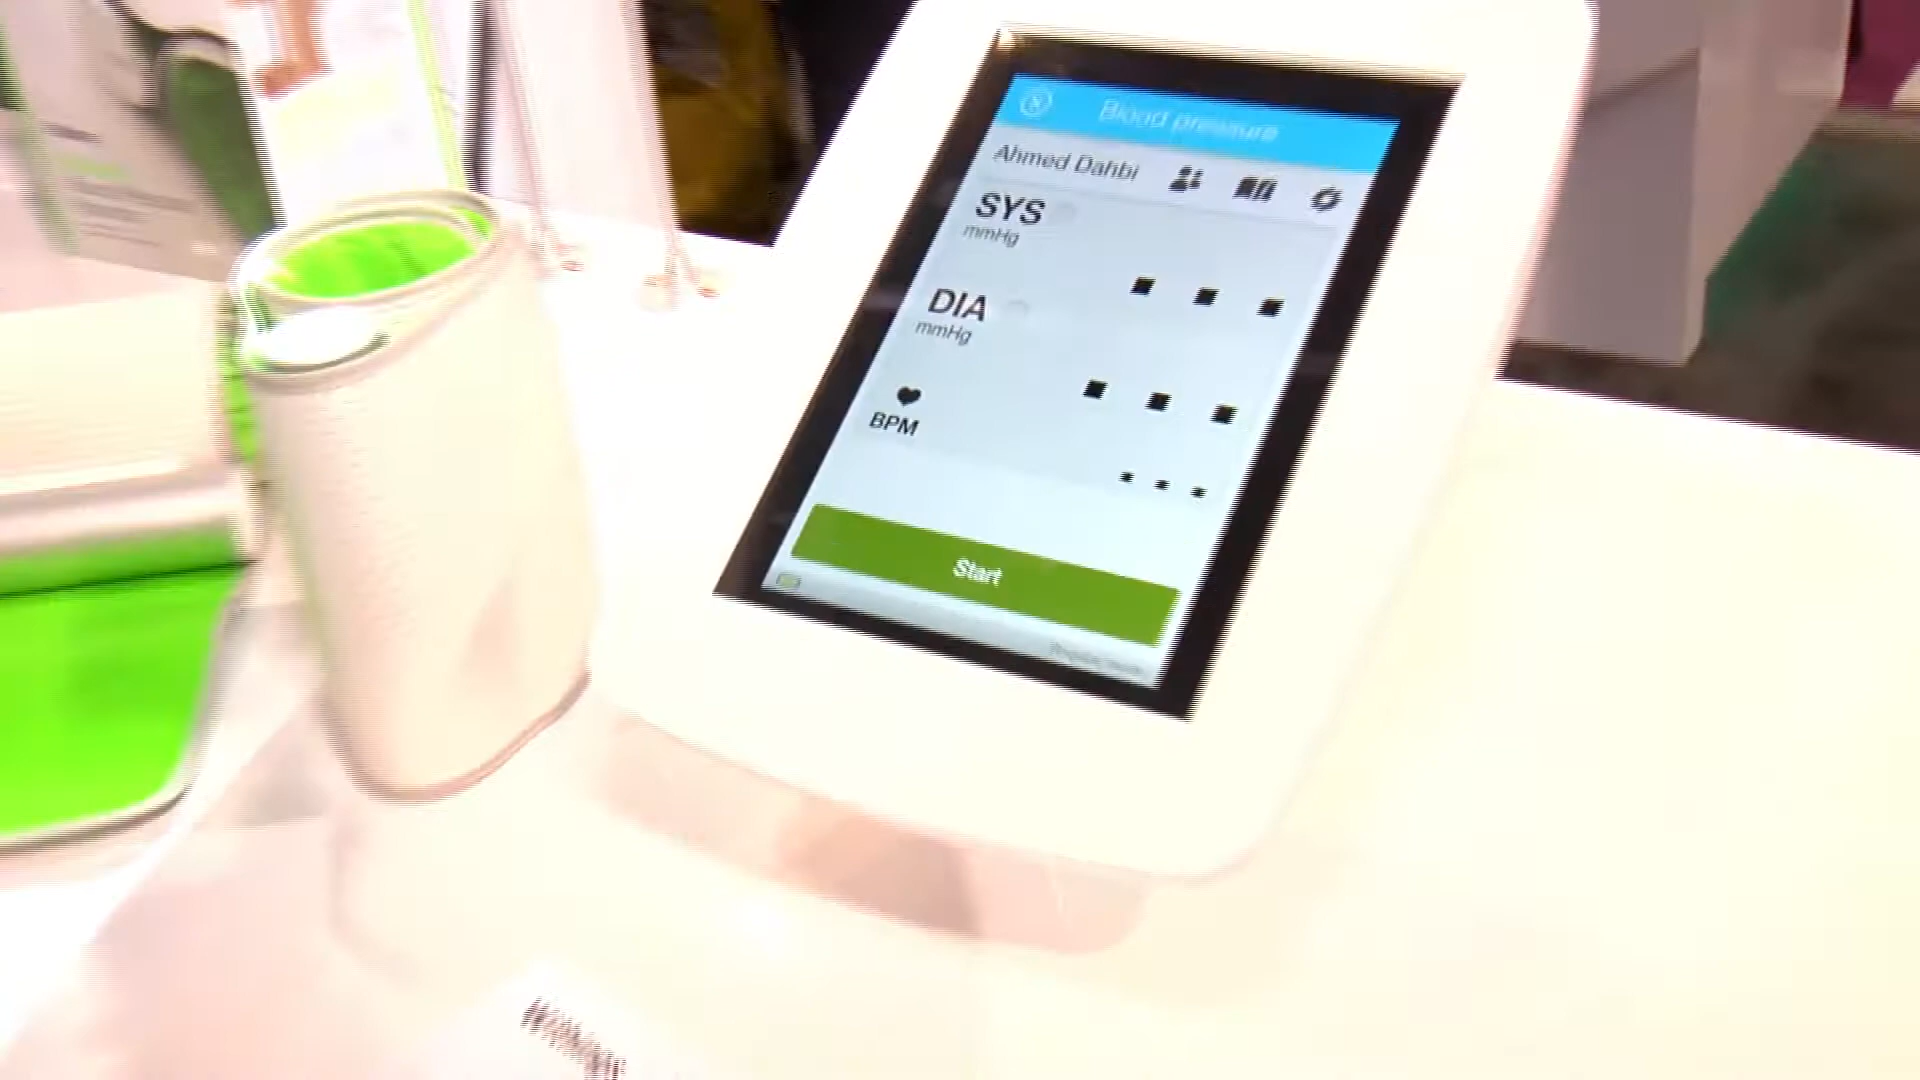 Blood pressure
Ahmed Dahbi
SYS
mmHg
DIA
mmHg
BPM
Start